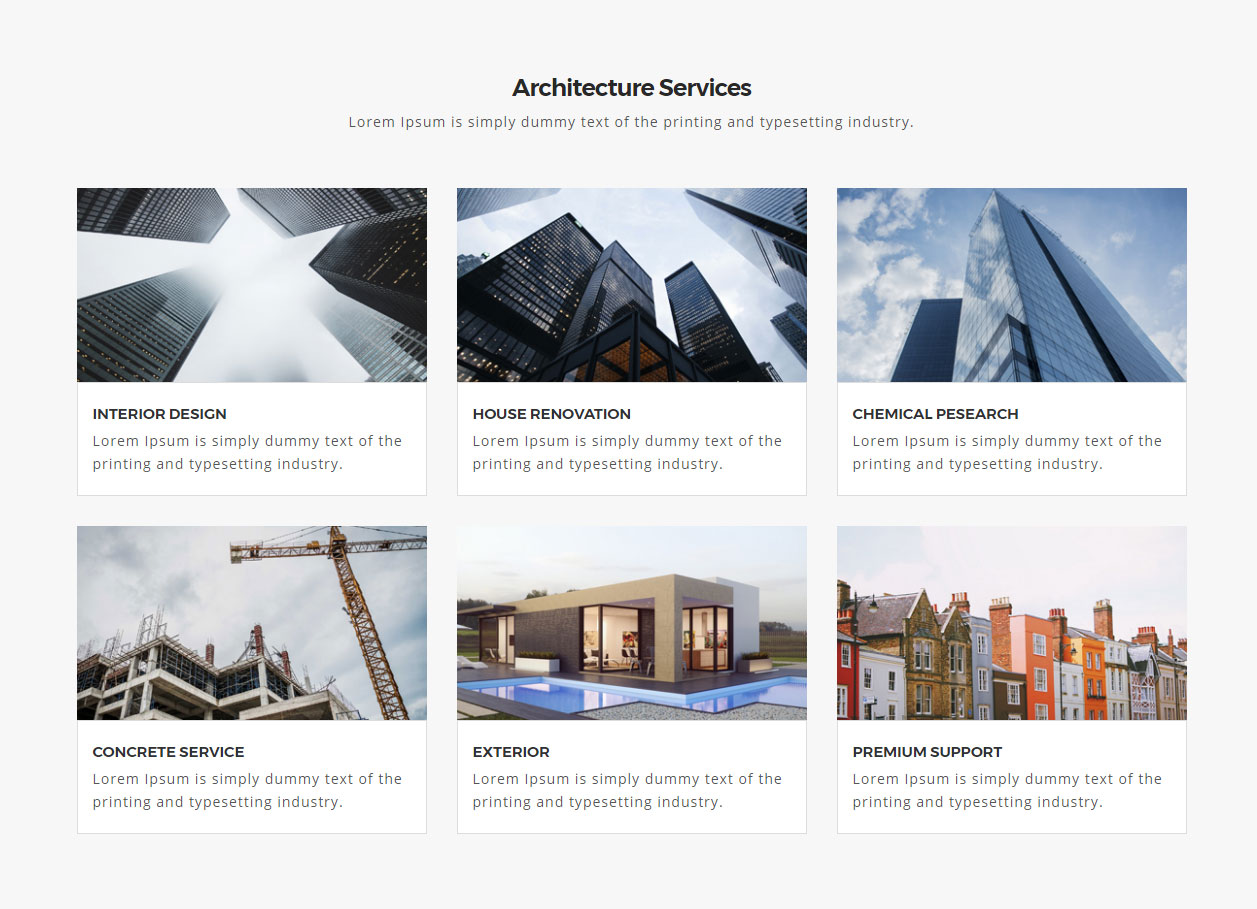 Architecture Services
Lorem Ipsum is simply dummy text of the printing and typesetting industry.
INTERIOR DESIGN
Lorem Ipsum is simply dummy text of the
printing and typesetting industry.
HOUSE RENOVATION
Lorem Ipsum is simply dummy text of the
printing and typesetting industry.
CHEMICAL PESEARCH
Lorem Ipsum is simply dummy text of the
printing and typesetting industry.
CONCRETE SERVICE
Lorem Ipsum is simply dummy text of the
printing and typesetting industry.
EXTERIOR
Lorem Ipsum is simply dummy text of the
printing and typesetting industry.
PREMIUM SUPPORT
Lorem Ipsum is simply dummy text of the
printing and typesetting industry.